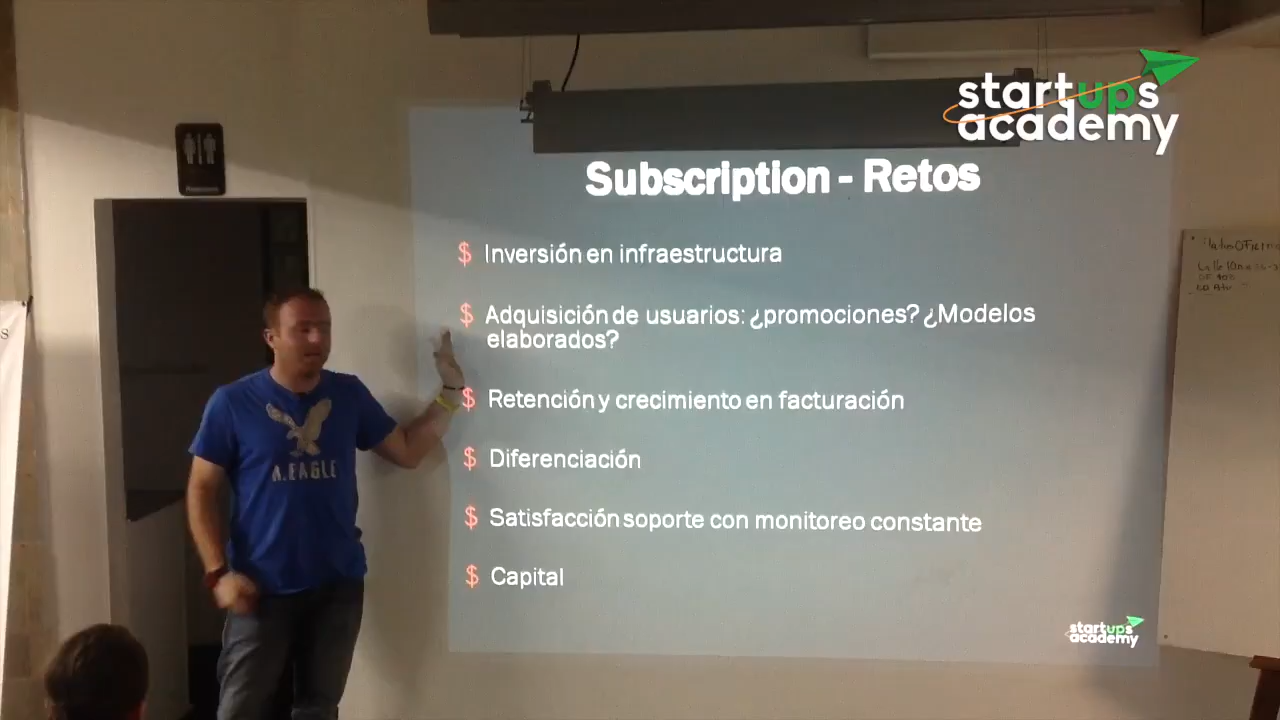 startups
academy
Subscription - Retos
$ Inversión en infraestructura
$ Adquisición de usuarios: ¿promociones? ¿Modelos
elaborados?
$ Retención y crecimiento en facturación
$ Diferenciación
$ Satisfacción soporte con monitoreo constante
$ Capital
startups
academy
A.EAGLE
S